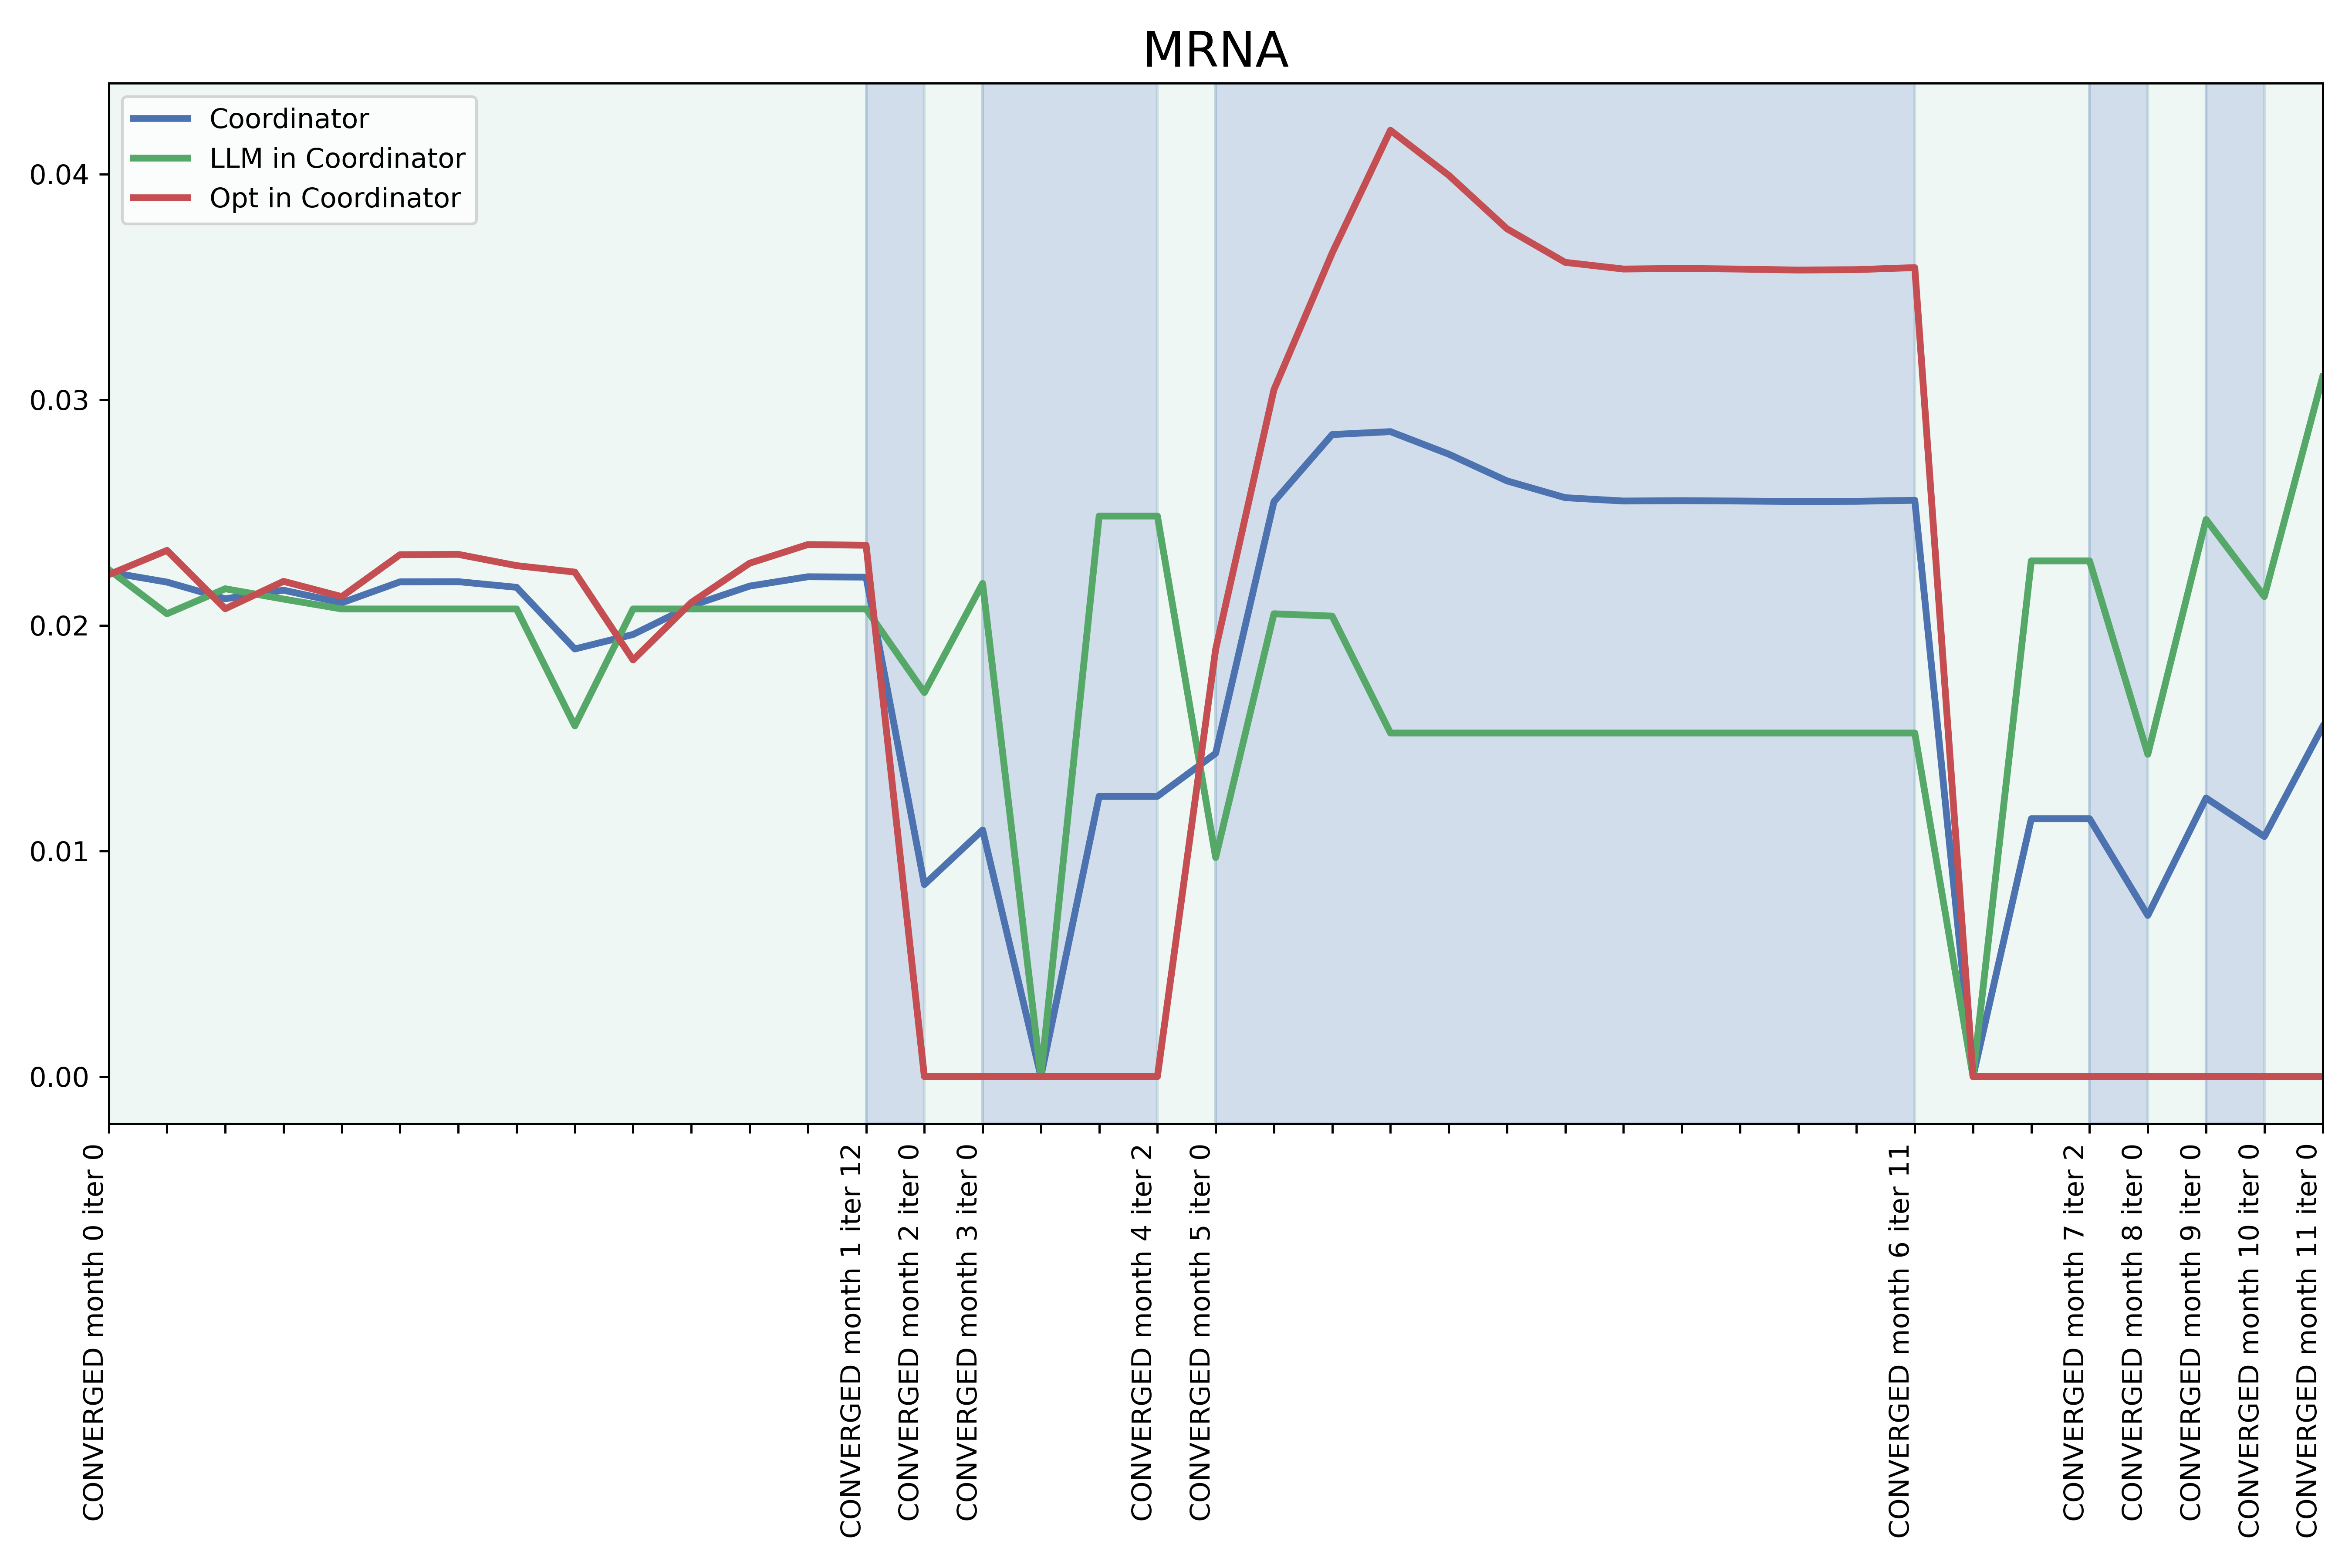 MRNA
Coordinator
LLM in Coordinator
Opt in Coordinator
0.04
0.03
0.02
0.01
0.00
CONVERGED month 0 iter 0
CONVERGED month 1 iter 12
CONVERGED month 2 iter 0
CONVERGED month 3 iter 0
CONVERGED month 4 iter 2
CONVERGED month 5 iter 0
CONVERGED month 6 iter 11
CONVERGED month 7 iter 2
CONVERGED month 8 iter 0
CONVERGED month 9 iter 0
CONVERGED month 10 iter 0
CONVERGED month 11 iter 0